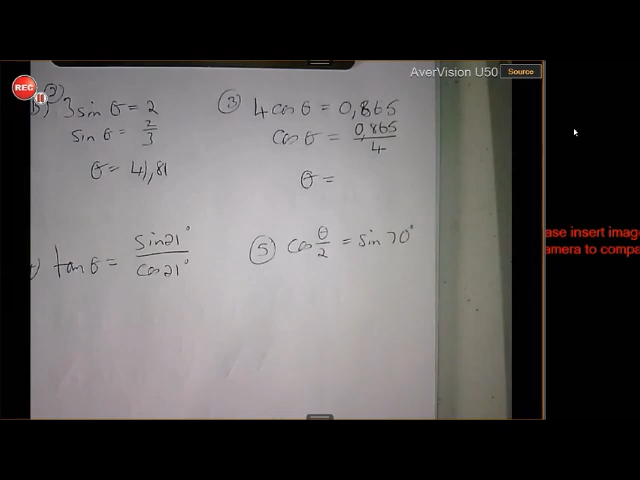 REC
AverVision U50
Source
2
b) 3 sin θ = 2
sin θ = 2/3
θ = 41,81
③ 4 cos θ = 0,865
cos θ = 0,865/4
θ =
) tan θ = sin 21° / cos 21°
⑤ cos θ/2 = sin 70°
ase insert imag
amera to compa